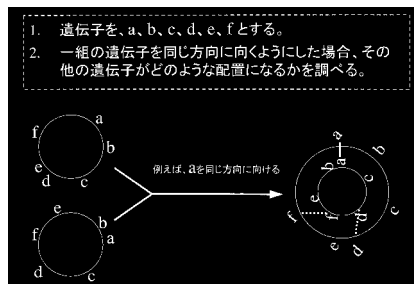 1. 遺伝子を、a、b、c、d、e、fとする。
2. 一組の遺伝子を同じ方向に向くようにした場合、その
他の遺伝子がどのような配置になるかを調べる。
a
f
b
e
d
c
例えば、aを同じ方向に向ける
e
b
f
a
d
c
a
b
a
b
c
e
c
f
f
d
e
d